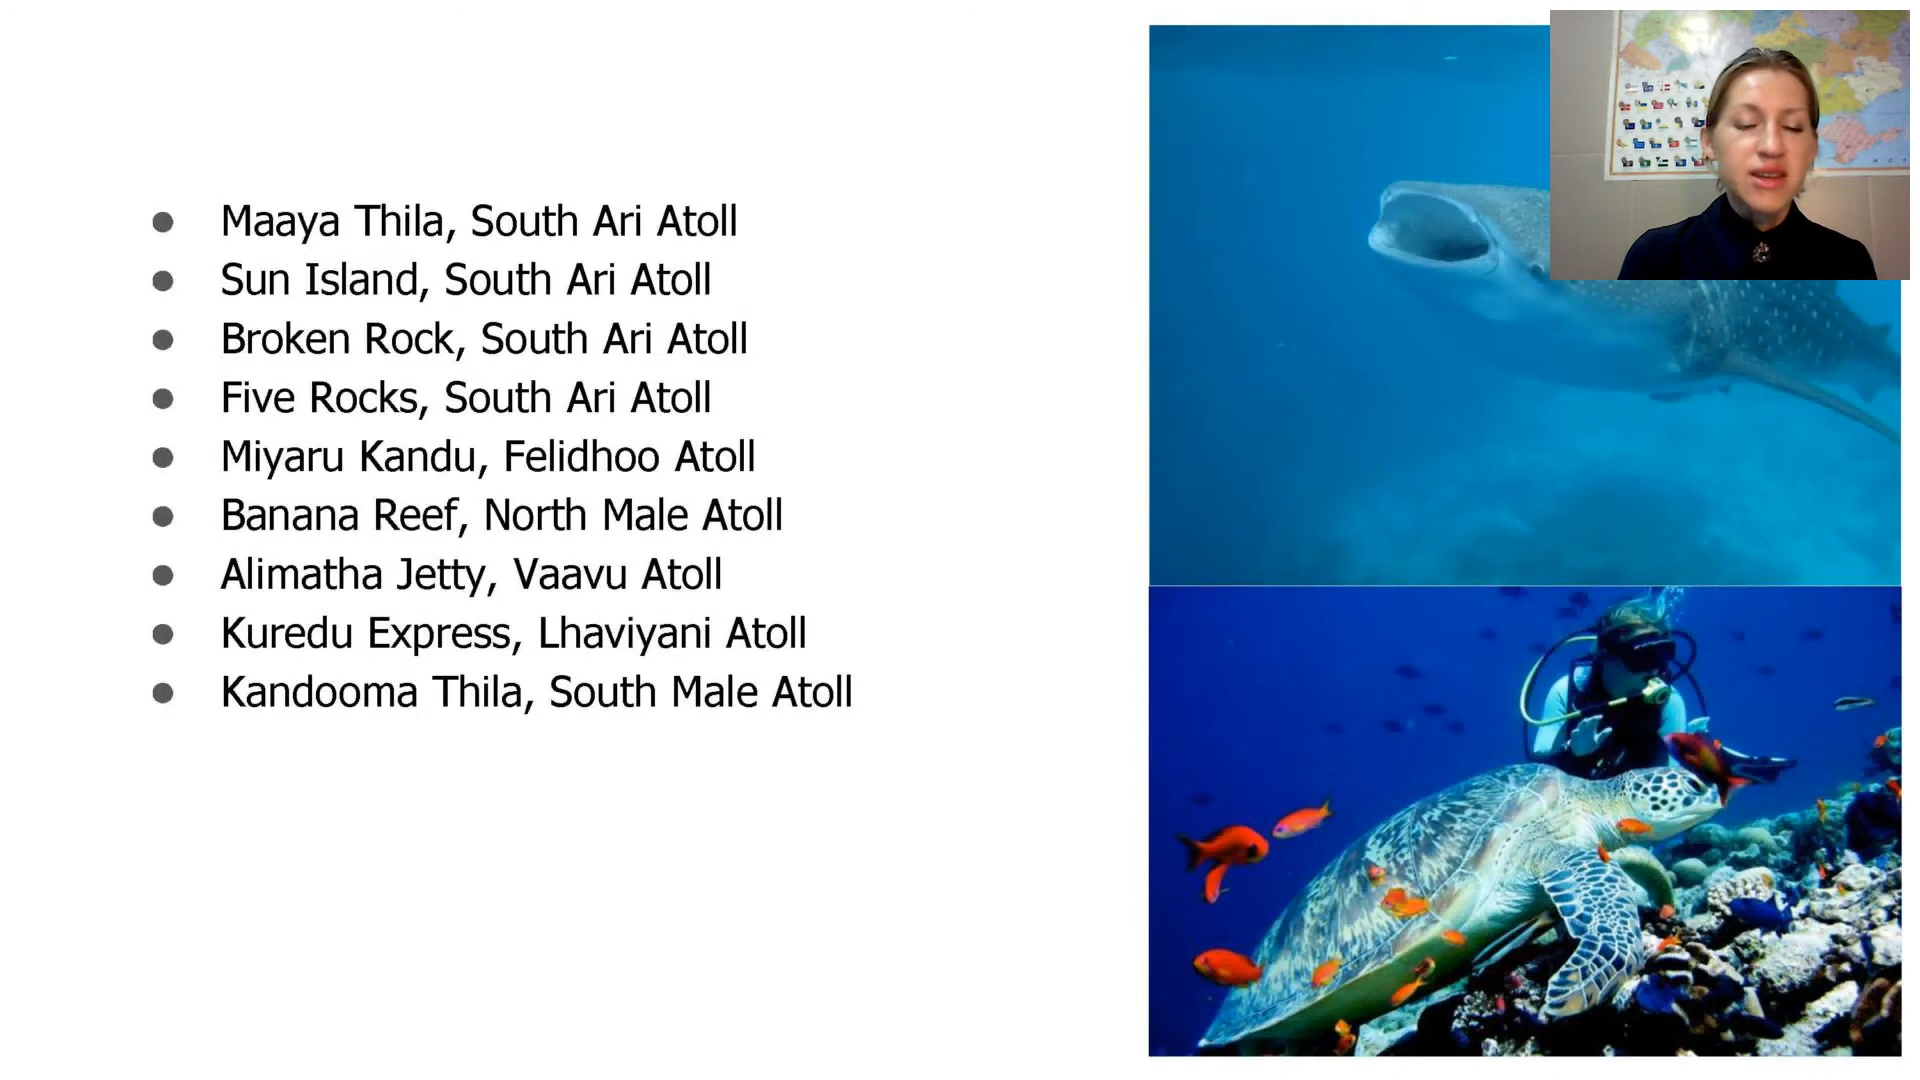 Maaya Thila, South Ari Atoll
Sun Island, South Ari Atoll
Broken Rock, South Ari Atoll
Five Rocks, South Ari Atoll
Miyaru Kandu, Felidhoo Atoll
Banana Reef, North Male Atoll
Alimatha Jetty, Vaavu Atoll
Kuredu Express, Lhaviyani Atoll
Kandooma Thila, South Male Atoll